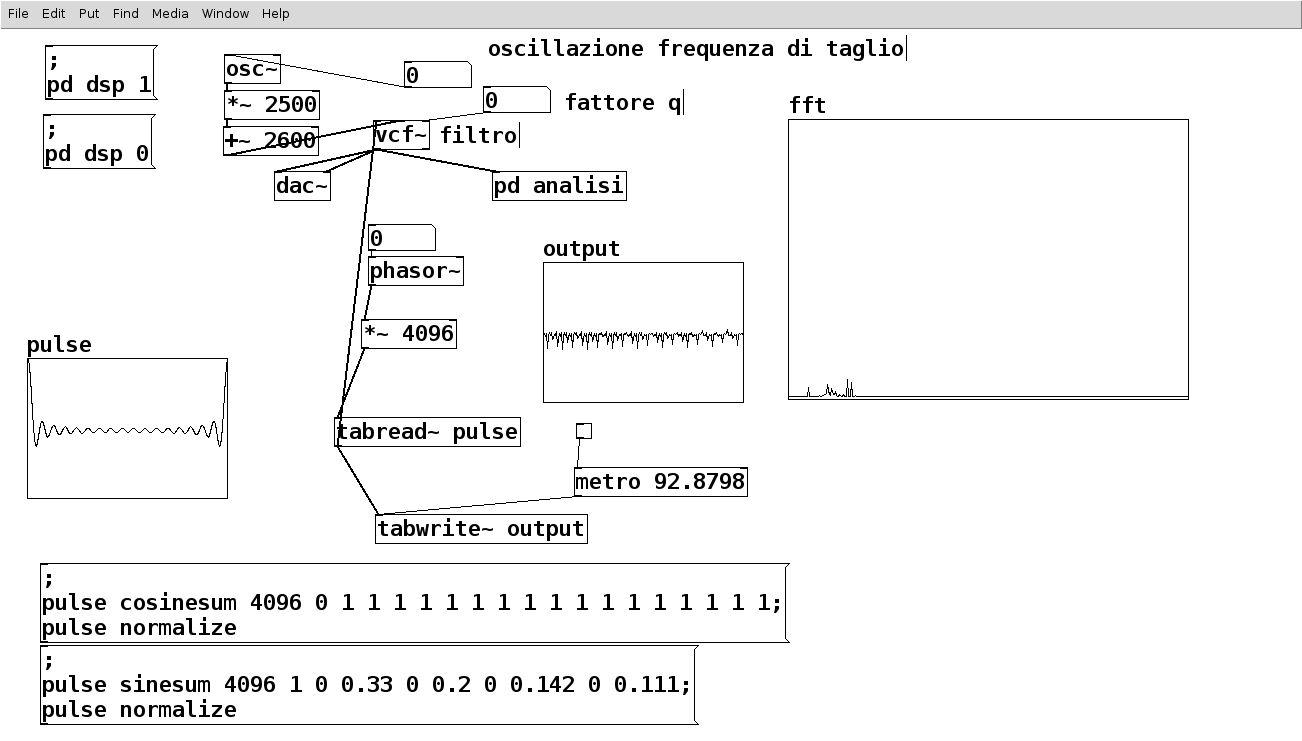 File Edit Put Find Media Window Help
oscillazione frequenza di taglio
;
pd dsp 1
osc~
0
*~ 2500
0
fattore q
fft
;
pd dsp 0
+~ 2600
vcf~
filtro
dac~
pd analisi
0
phasor~
output
*~ 4096
pulse
tabread~ pulse
metro 92.8798
tabwrite~ output
;
pulse cosinesum 4096 0 1 1 1 1 1 1 1 1 1 1 1 1 1 1 1 1 1;
pulse normalize
;
pulse sinesum 4096 1 0 0.33 0 0.2 0 0.142 0 0.111;
pulse normalize